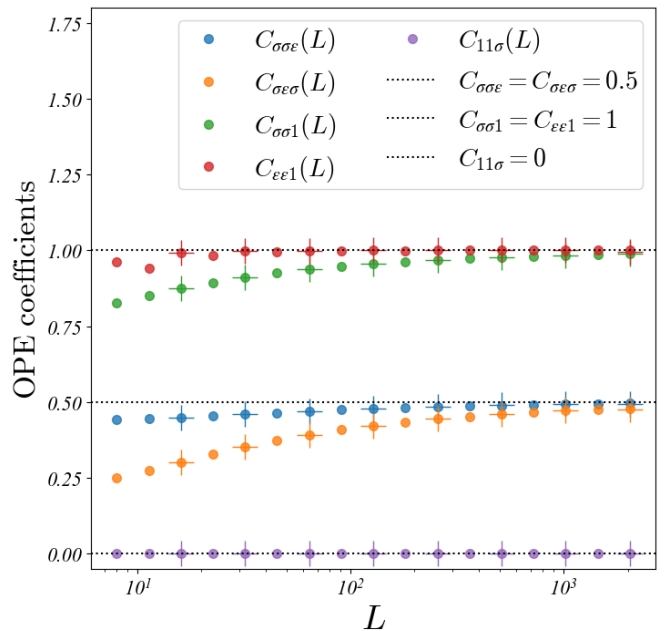 1.75
1.50
1.25
1.00
0.75
0.50
0.25
0.00
OPE coefficients
C_{σσε}(L)
C_{σεσ}(L)
C_{σσ1}(L)
C_{εε1}(L)
C_{11σ}(L)
C_{σσε} = C_{σεσ} = 0.5
C_{σσ1} = C_{εε1} = 1
C_{11σ} = 0
10^1
10^2
10^3
L